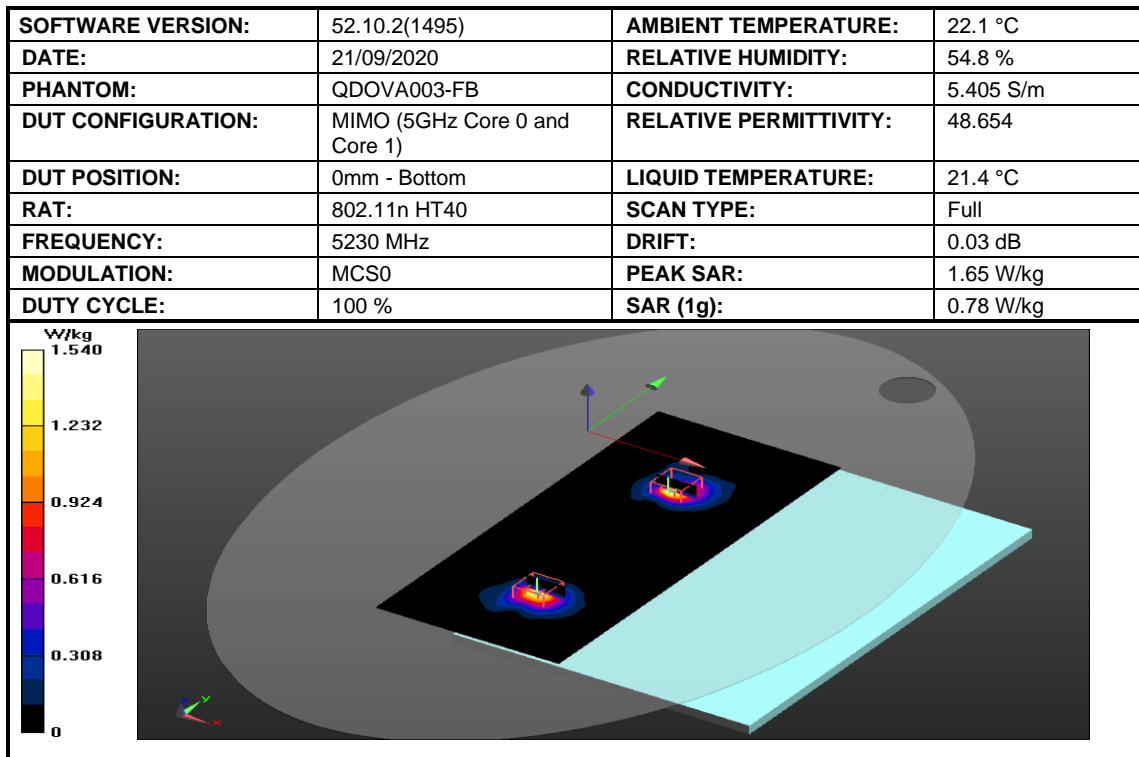 SOFTWARE VERSION: 52.10.2(1495) AMBIENT TEMPERATURE: 22.1 °C
DATE: 21/09/2020 RELATIVE HUMIDITY: 54.8 %
PHANTOM: QDOVA003-FB CONDUCTIVITY: 5.405 S/m
DUT CONFIGURATION: MIMO (5GHz Core 0 and RELATIVE PERMITTIVITY: 48.654
Core 1)
DUT POSITION: 0mm - Bottom LIQUID TEMPERATURE: 21.4 °C
RAT: 802.11n HT40 SCAN TYPE: Full
FREQUENCY: 5230 MHz DRIFT: 0.03 dB
MODULATION: MCS0 PEAK SAR: 1.65 W/kg
DUTY CYCLE: 100 % SAR (1g): 0.78 W/kg
W/kg
1.540
1.232
0.924
0.616
0.308
0
z y
x